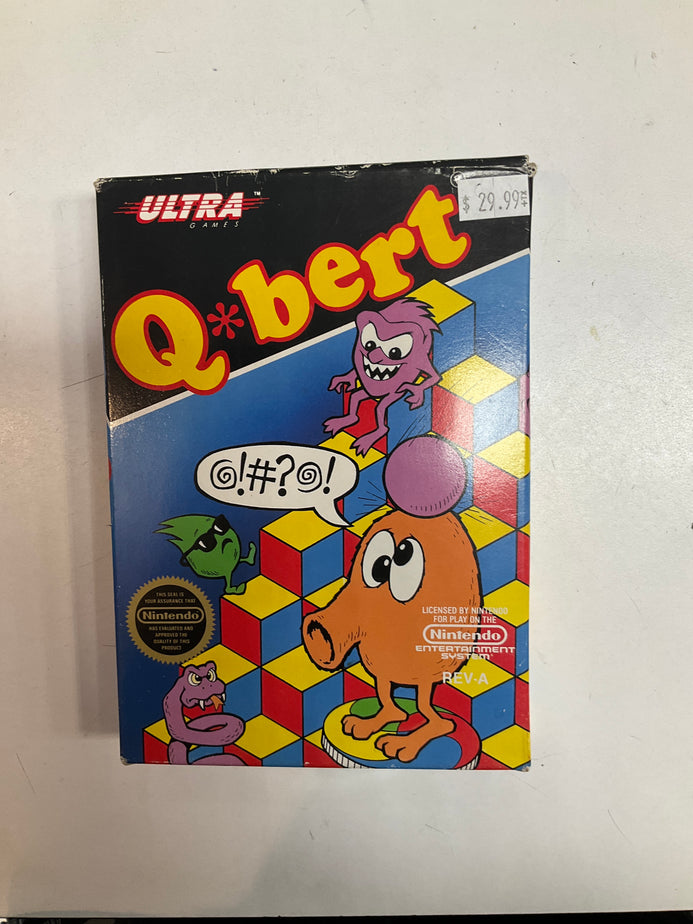 ULTRA™
GAMES
$ 29.99
Q*bert
@!#?@!
THIS SEAL IS
YOUR ASSURANCE THAT
Nintendo
HAS EVALUATED AND
APPROVED THE
QUALITY OF THIS
PRODUCT
LICENSED BY NINTENDO
FOR PLAY ON THE
Nintendo
ENTERTAINMENT
SYSTEM
REV-A